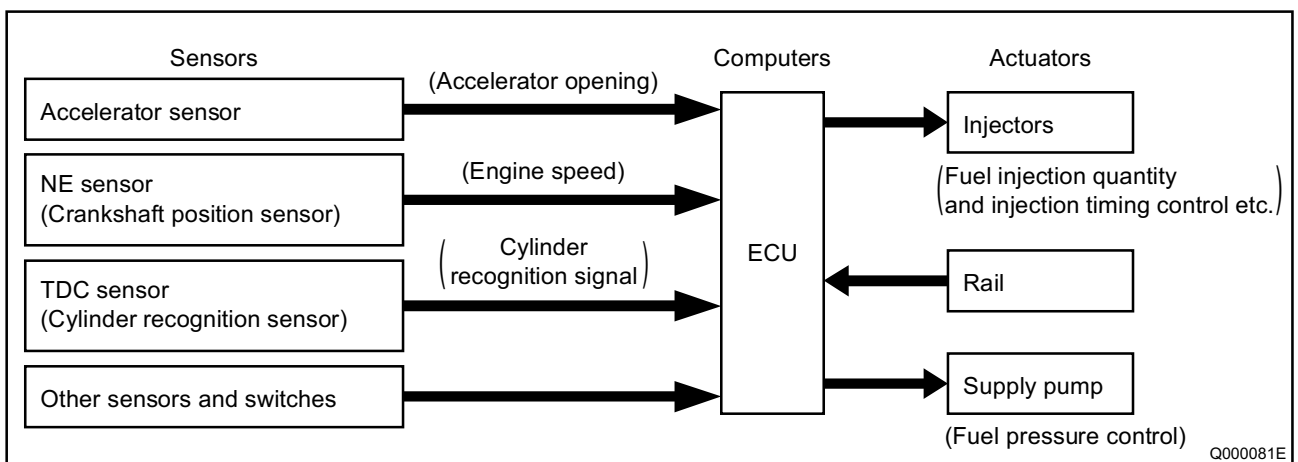 Sensors
Computers
Actuators
Accelerator sensor
(Accelerator opening)
Injectors
(Fuel injection quantity
and injection timing control etc.)
NE sensor
(Crankshaft position sensor)
(Engine speed)
ECU
TDC sensor
(Cylinder recognition sensor)
(Cylinder
recognition signal)
Rail
Other sensors and switches
Supply pump
(Fuel pressure control)
Q000081E